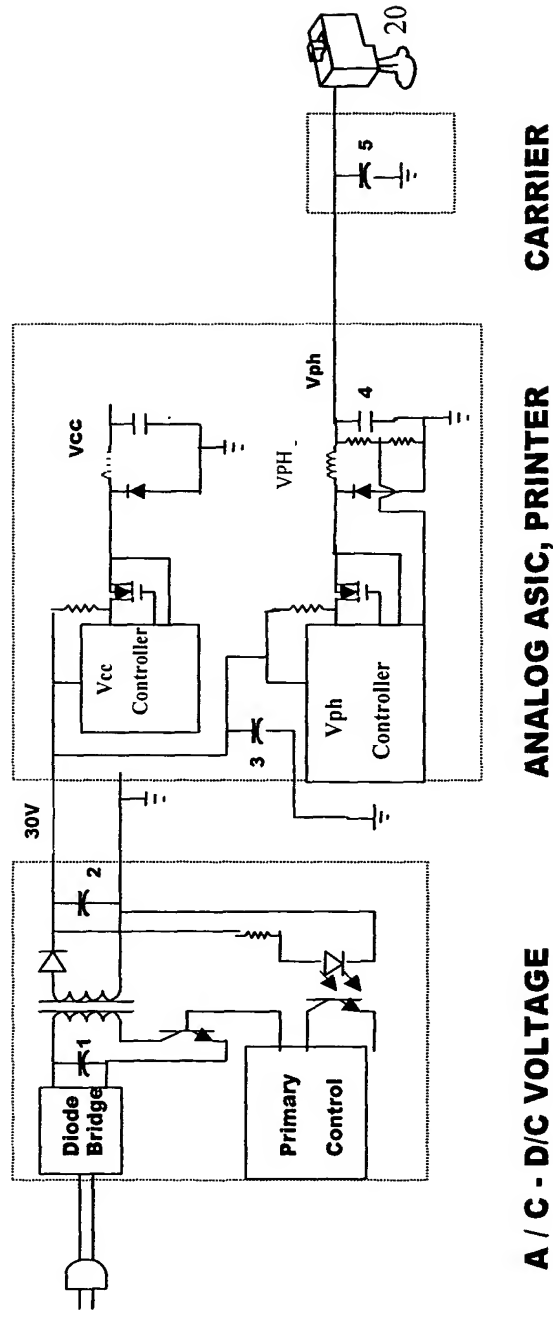 Diode
Bridge
1
Primary
Control
2
30V
3
Vcc
Controller
Vcc
Vph
Controller
VPH
Vph
4
5
20
A / C - D/C VOLTAGE
ANALOG ASIC, PRINTER
CARRIER